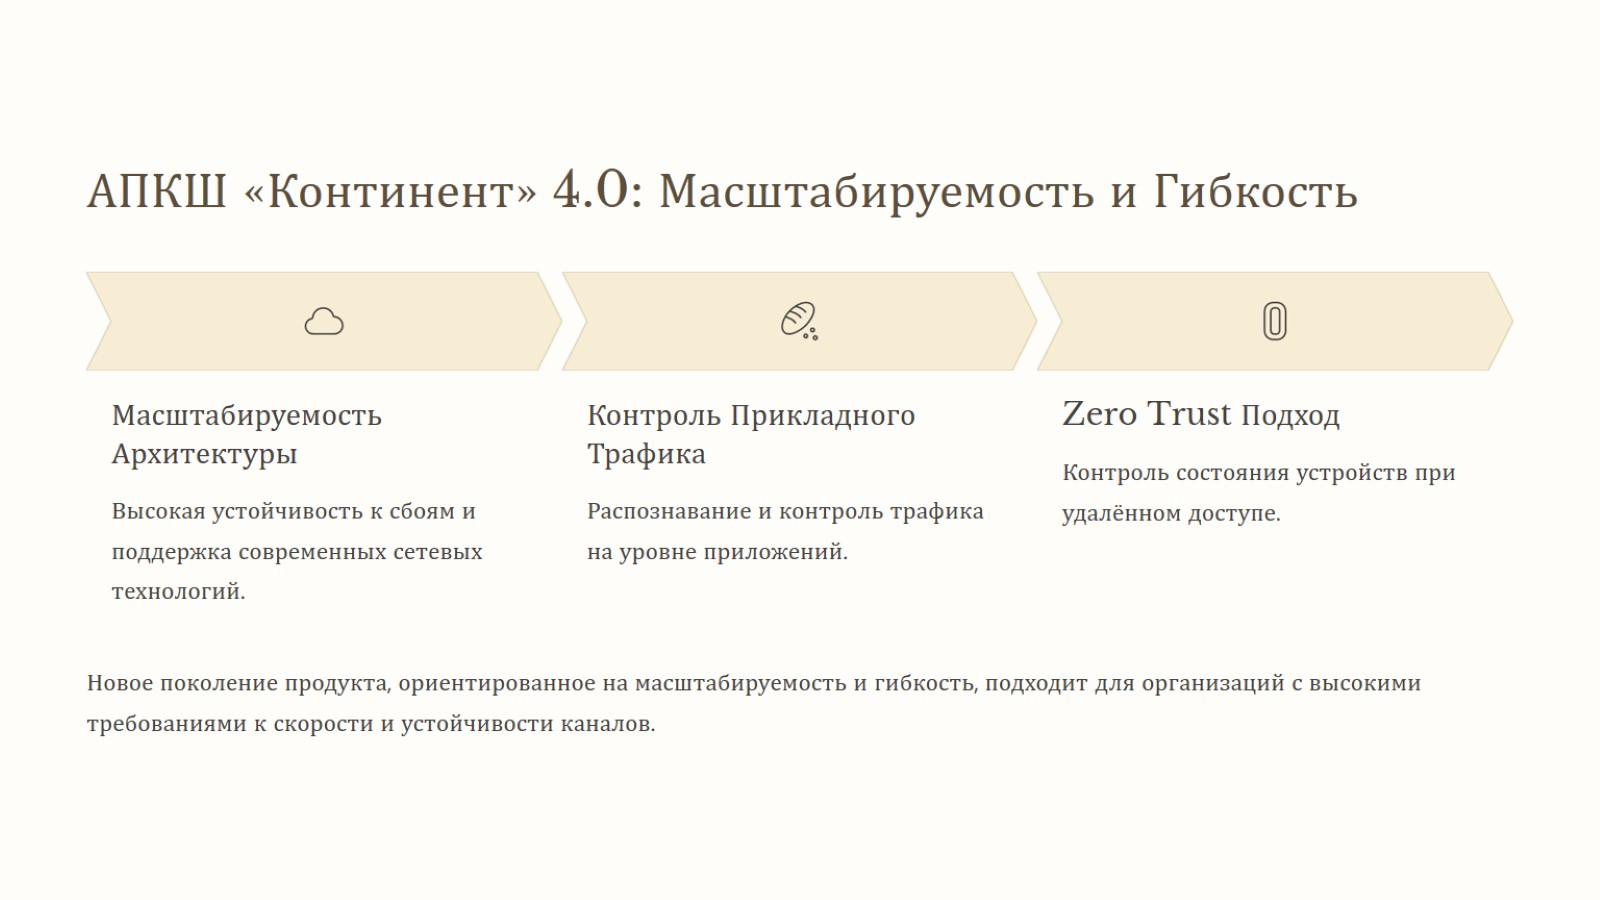 АПКШ «Континент» 4.0: Масштабируемость и Гибкость
Масштабируемость
Архитектуры
Высокая устойчивость к сбоям и
поддержка современных сетевых
технологий.
Контроль Прикладного
Трафика
Распознавание и контроль трафика
на уровне приложений.
Zero Trust Подход
Контроль состояния устройств при
удалённом доступе.
Новое поколение продукта, ориентированное на масштабируемость и гибкость, подходит для организаций с высокими
требованиями к скорости и устойчивости каналов.